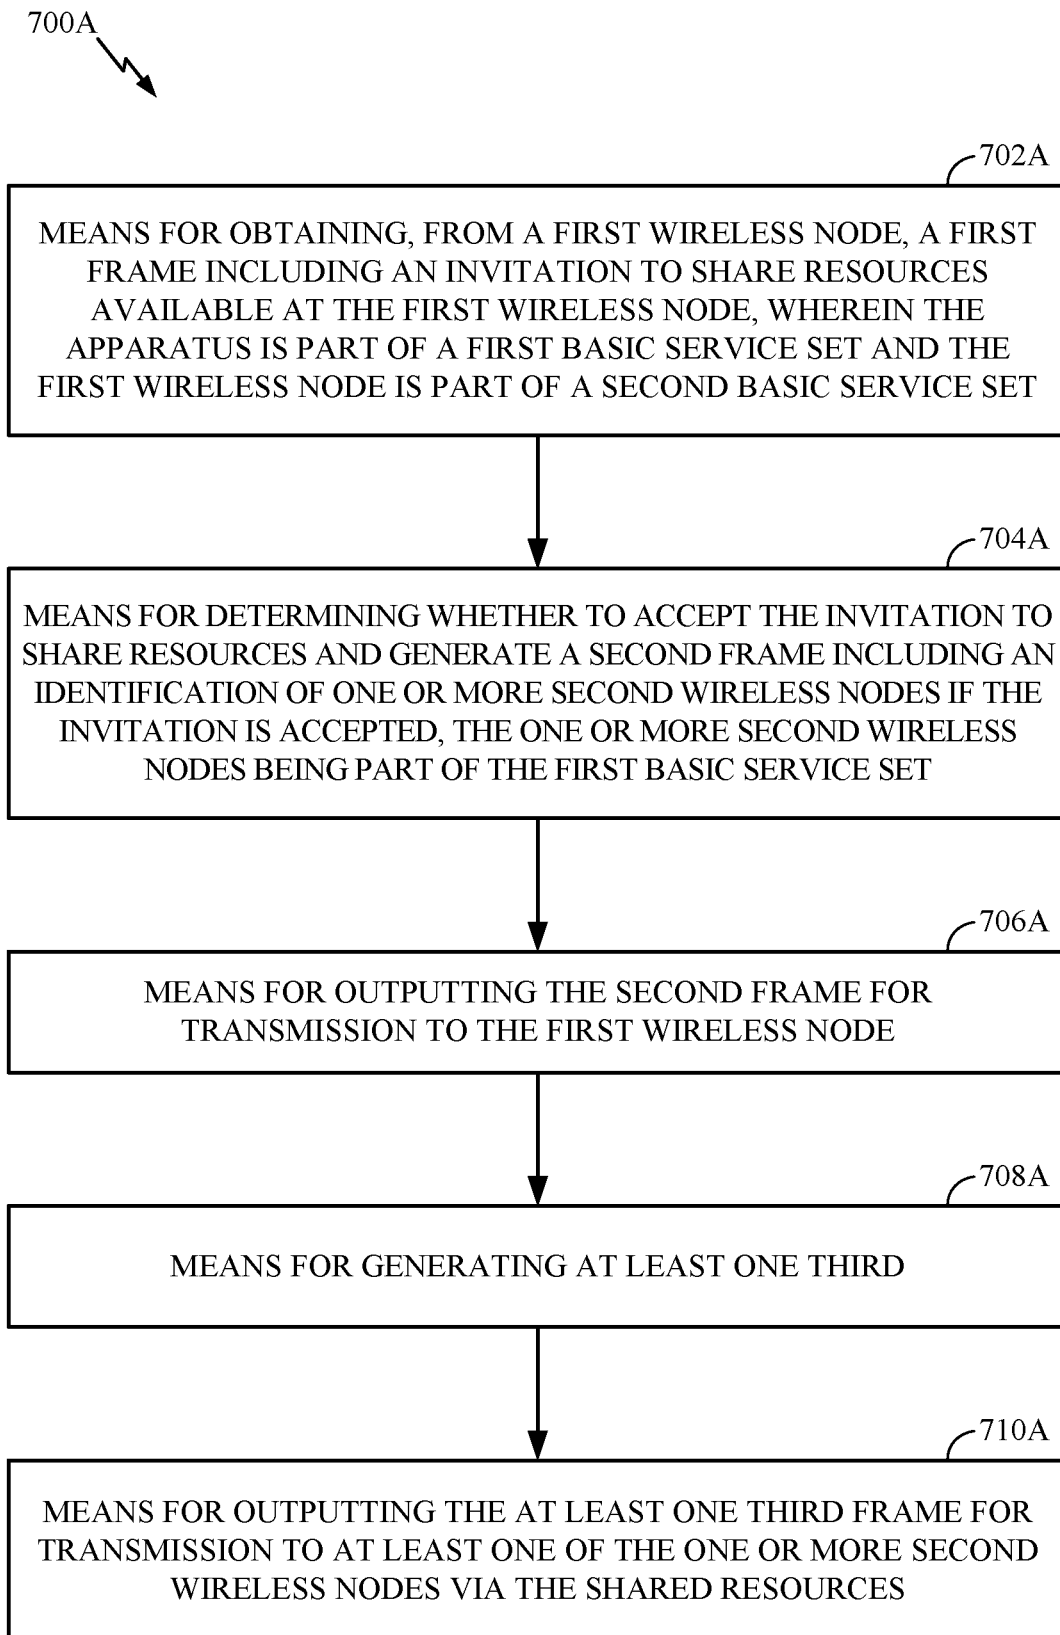 700A
702A
MEANS FOR OBTAINING, FROM A FIRST WIRELESS NODE, A FIRST
FRAME INCLUDING AN INVITATION TO SHARE RESOURCES
AVAILABLE AT THE FIRST WIRELESS NODE, WHEREIN THE
APPARATUS IS PART OF A FIRST BASIC SERVICE SET AND THE
FIRST WIRELESS NODE IS PART OF A SECOND BASIC SERVICE SET
704A
MEANS FOR DETERMINING WHETHER TO ACCEPT THE INVITATION TO
SHARE RESOURCES AND GENERATE A SECOND FRAME INCLUDING AN
IDENTIFICATION OF ONE OR MORE SECOND WIRELESS NODES IF THE
INVITATION IS ACCEPTED, THE ONE OR MORE SECOND WIRELESS
NODES BEING PART OF THE FIRST BASIC SERVICE SET
706A
MEANS FOR OUTPUTTING THE SECOND FRAME FOR
TRANSMISSION TO THE FIRST WIRELESS NODE
708A
MEANS FOR GENERATING AT LEAST ONE THIRD
710A
MEANS FOR OUTPUTTING THE AT LEAST ONE THIRD FRAME FOR
TRANSMISSION TO AT LEAST ONE OF THE ONE OR MORE SECOND
WIRELESS NODES VIA THE SHARED RESOURCES